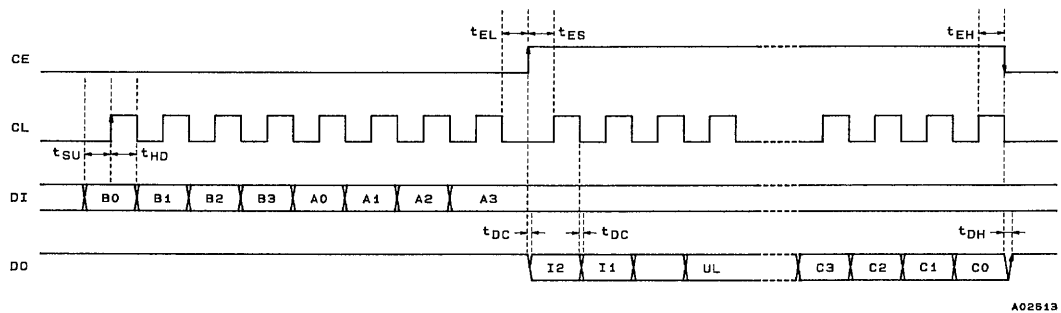 tEL tES tEH
CE
CL
tSU tHD
DI B0 B1 B2 B3 A0 A1 A2 A3
tDC tDC tDH
DO I2 I1 UL C3 C2 C1 C0
A02613